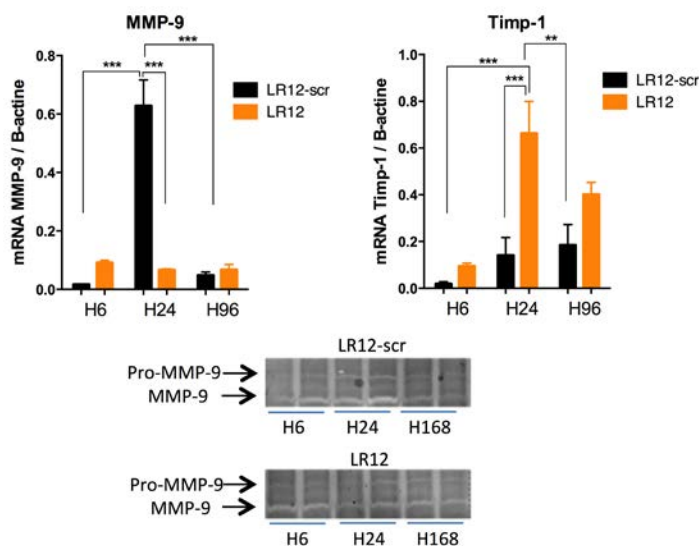 MMP-9
***
***
***
0.8
0.6
0.4
0.2
0.0
mRNA MMP-9 / B-actine
H6 H24 H96
LR12-scr
LR12
Timp-1
**
***
***
1.0
0.8
0.6
0.4
0.2
0.0
mRNA Timp-1 / B-actine
H6 H24 H96
LR12-scr
LR12
LR12-scr
Pro-MMP-9
MMP-9
H6 H24 H168
LR12
Pro-MMP-9
MMP-9
H6 H24 H168